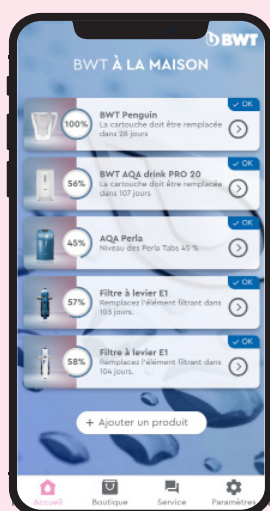 BWT
BWT À LA MAISON
OK
BWT Penguin
100%
La cartouche doit être remplacée
dans 28 jours
OK
BWT AQA drink PRO 20
56%
La cartouche doit être remplacée
dans 107 jours
OK
AQA Perla
45%
Niveau des Perla Tabs 45 %
OK
Filtre à levier E1
57%
Remplacez l'élément filtrant dans
103 jours.
OK
Filtre à levier E1
58%
Remplacez l'élément filtrant dans
104 jours.
+ Ajouter un produit
Accueil Boutique Service Paramètres